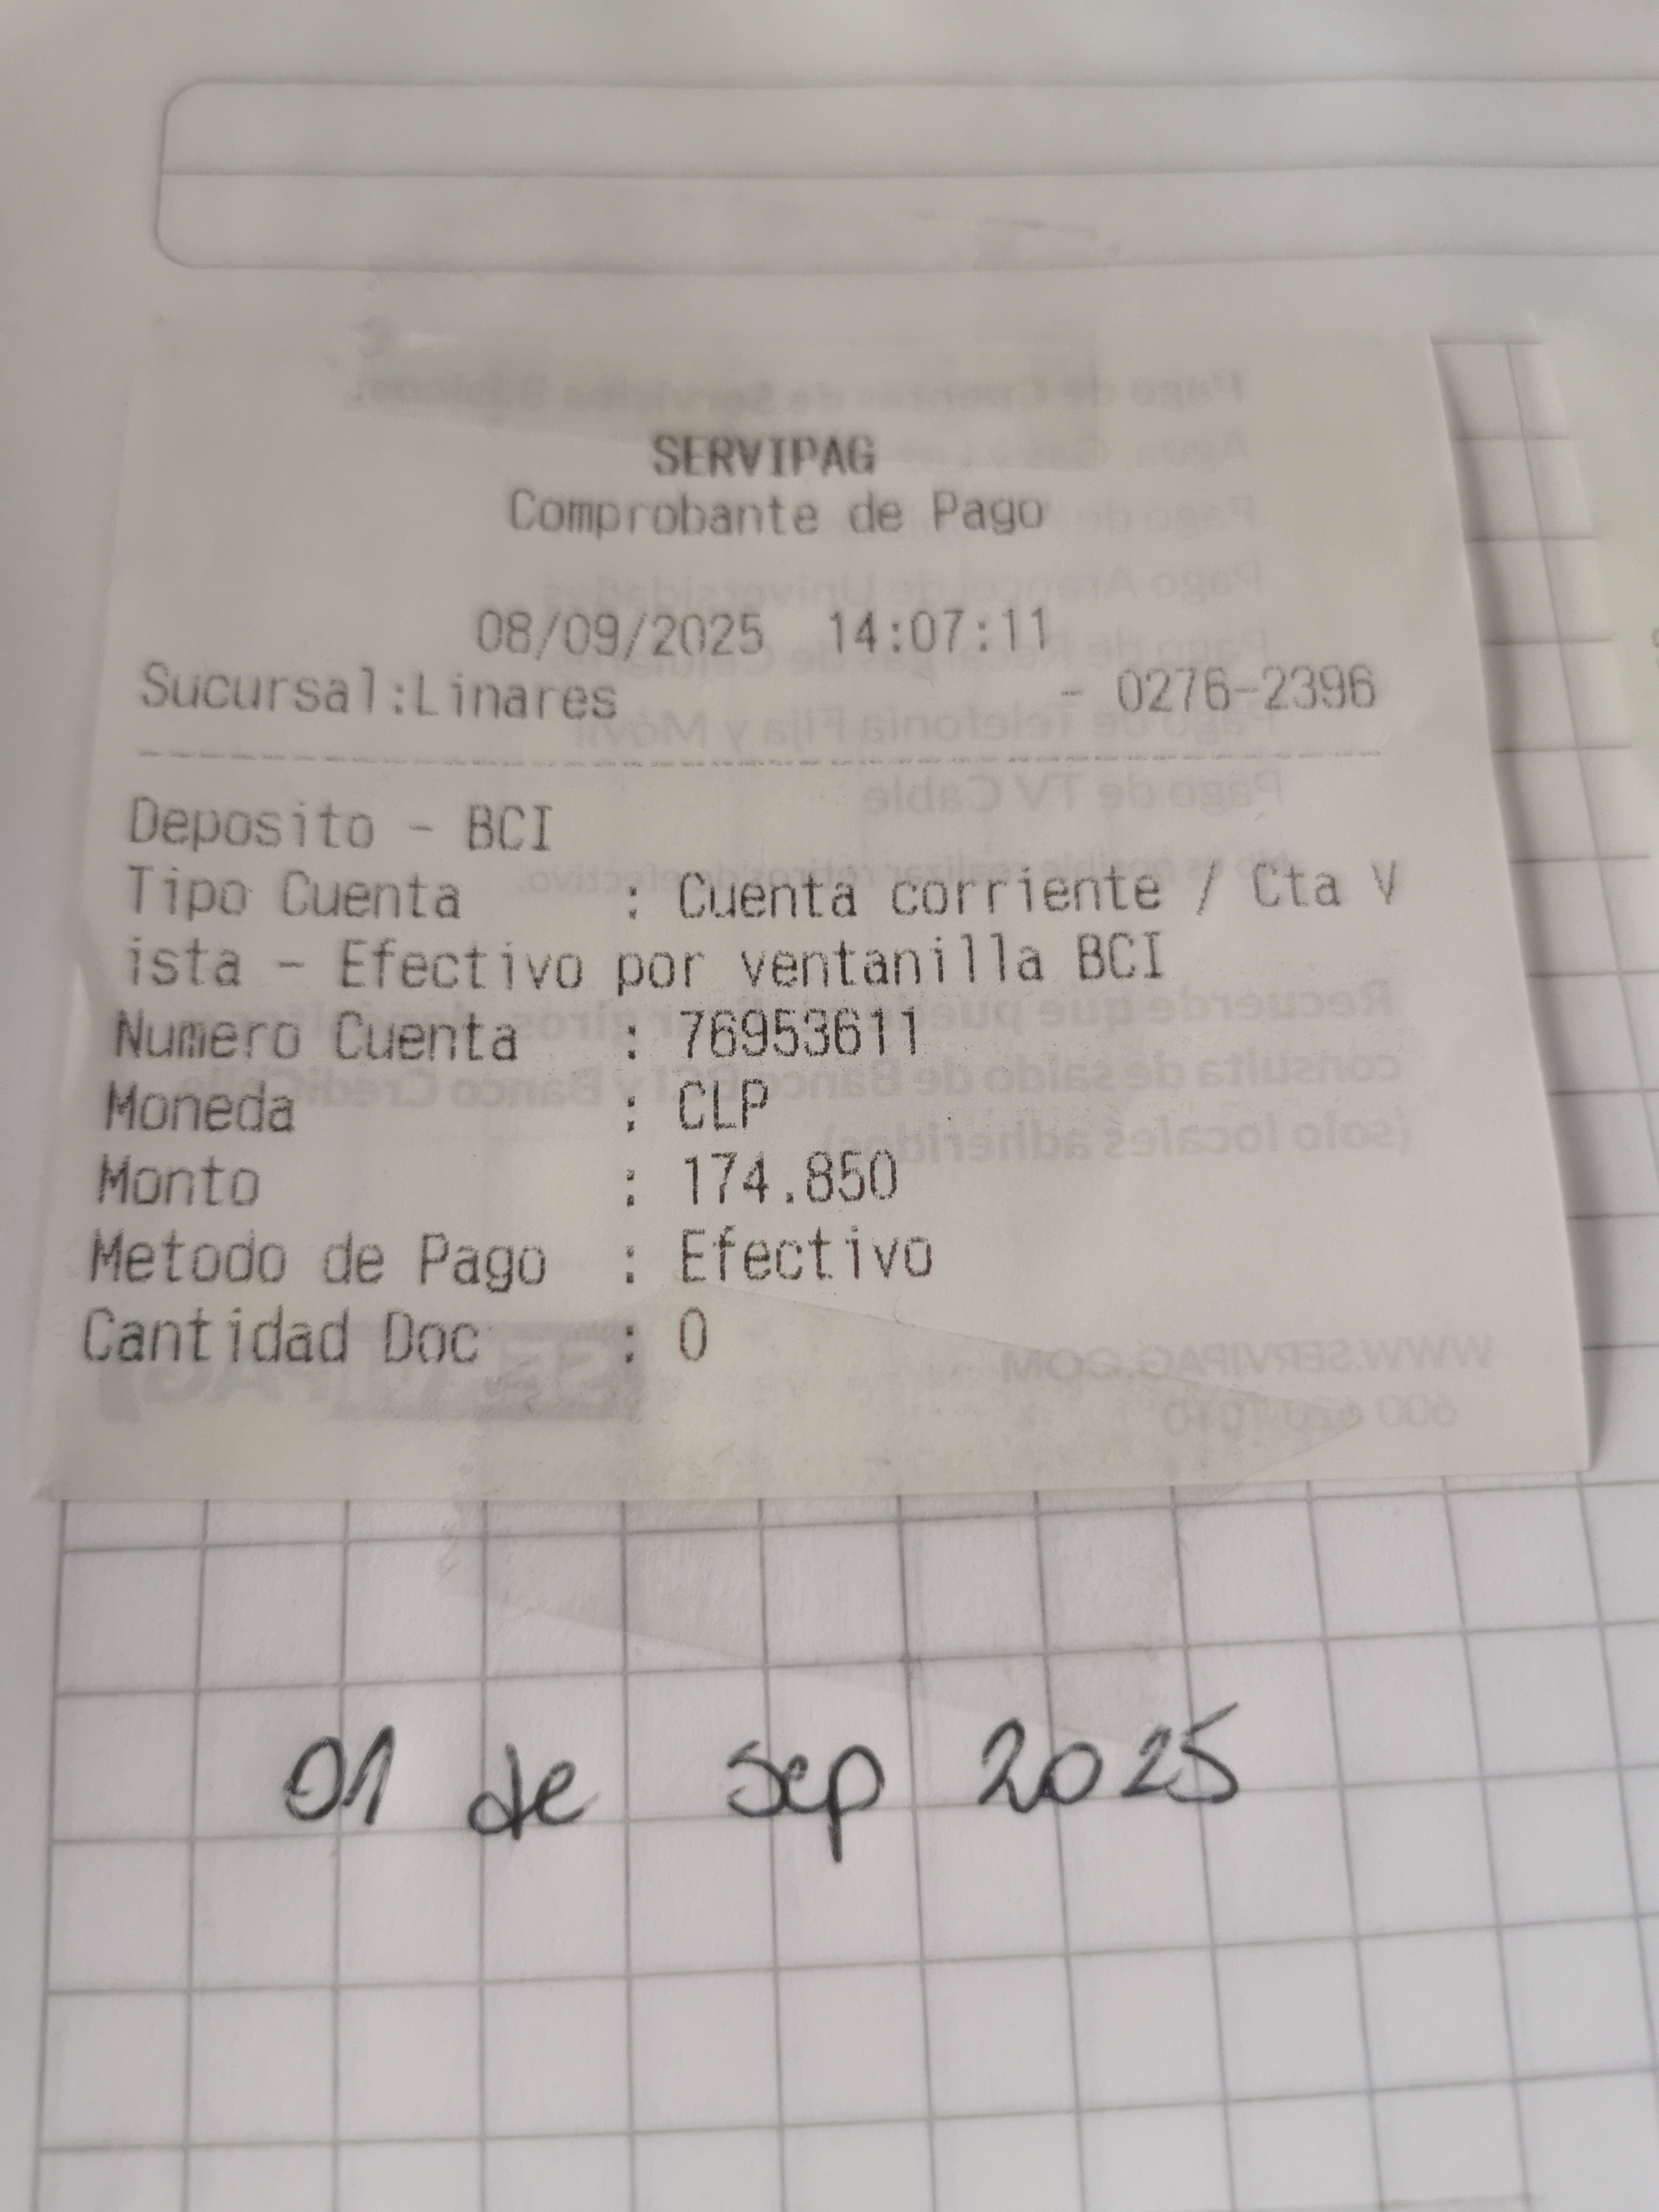 SERVIPAG
Comprobante de Pago
08/09/2025 14:07:11
Sucursal:Linares - 0276-2396
Deposito - BCI
Tipo Cuenta : Cuenta corriente / Cta V
ista - Efectivo por ventanilla BCI
Numero Cuenta : 76953611
Moneda : CLP
Monto : 174.850
Metodo de Pago : Efectivo
Cantidad Doc : 0
01 de sep 2025